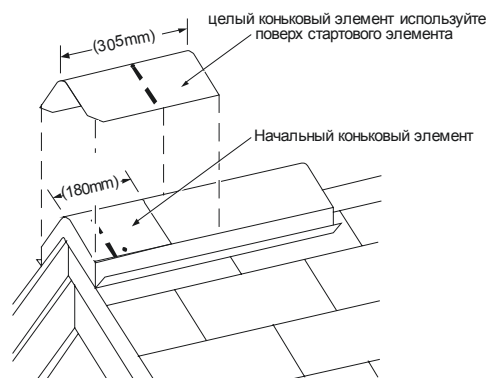 целый коньковый элемент используйте
поверх стартового элемента
(305mm)
Начальный коньковый элемент
(180mm)